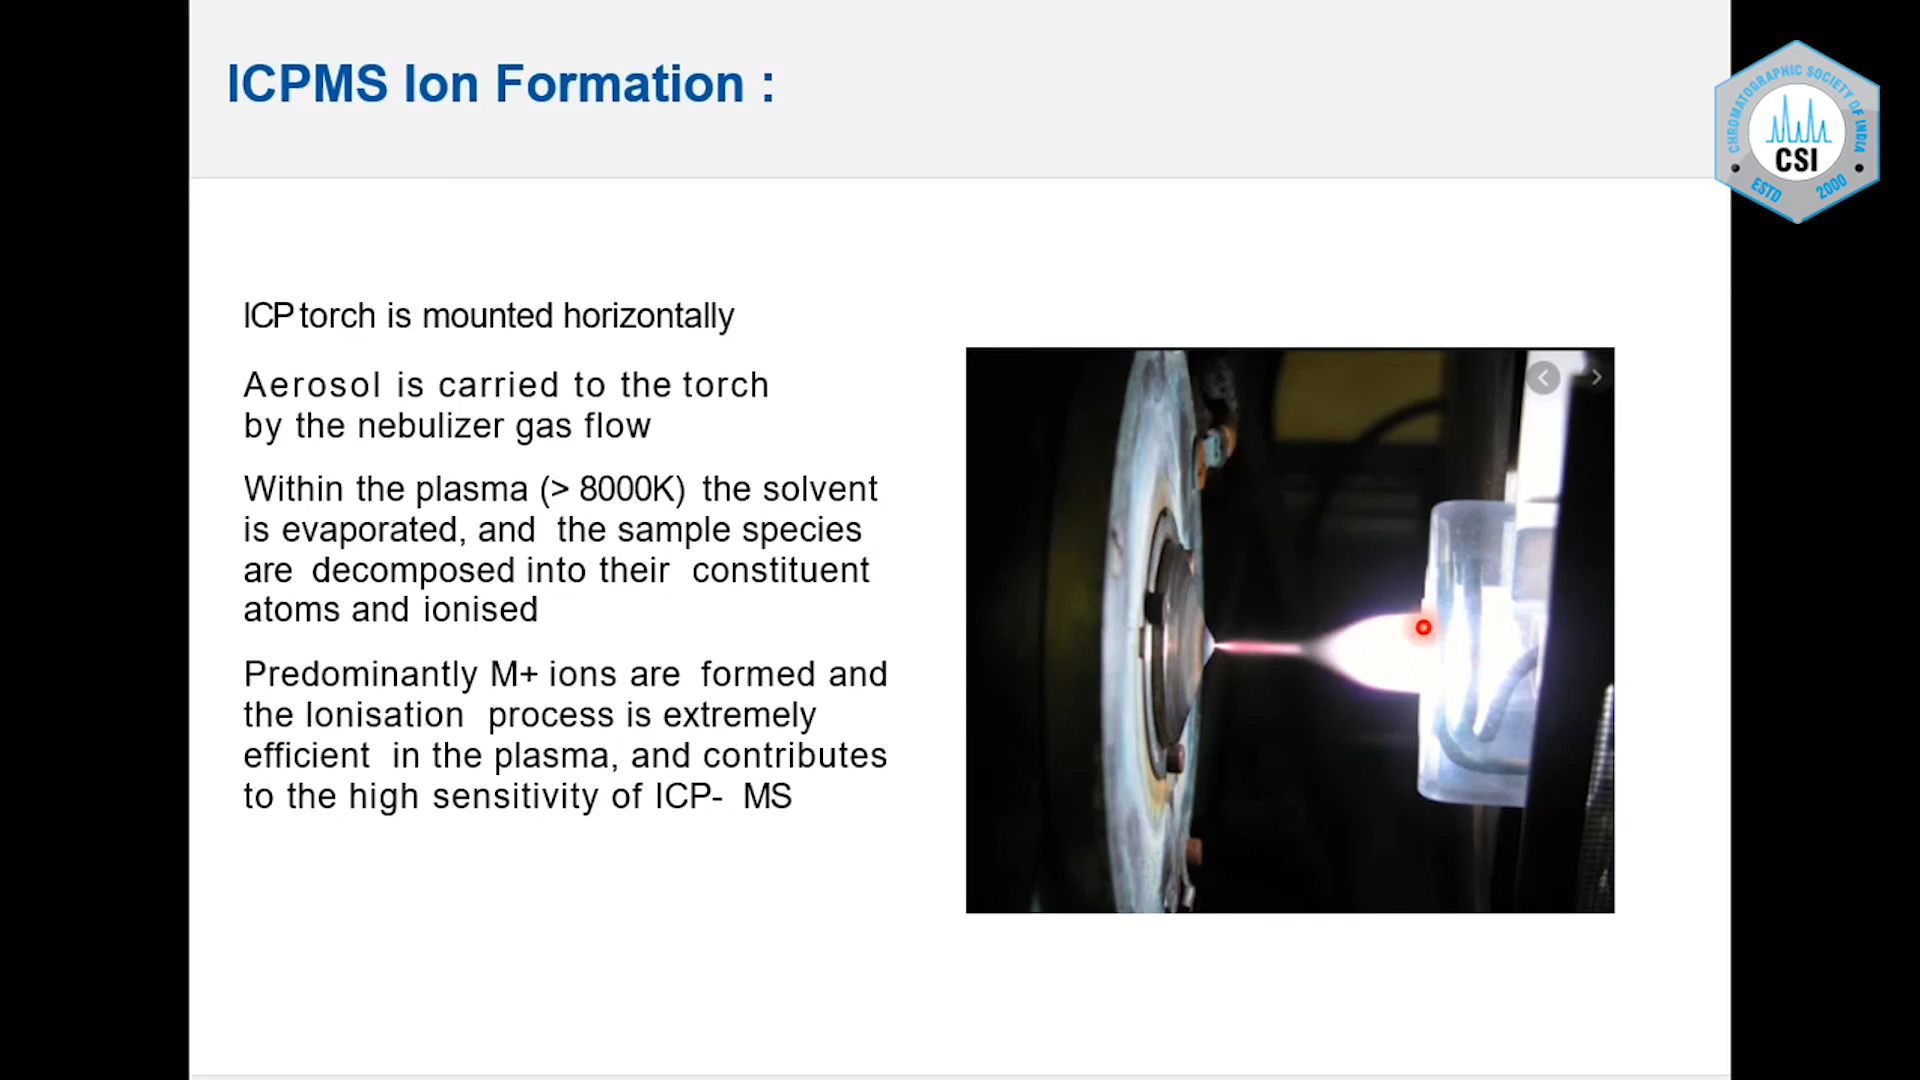 ICPMS Ion Formation :
CHROMATOGRAPHIC SOCIETY OF INDIA
CSI
ESTD 2000
ICP torch is mounted horizontally
Aerosol is carried to the torch
by the nebulizer gas flow
Within the plasma (> 8000K) the solvent
is evaporated, and the sample species
are decomposed into their constituent
atoms and ionised
Predominantly M+ ions are formed and
the Ionisation process is extremely
efficient in the plasma, and contributes
to the high sensitivity of ICP- MS